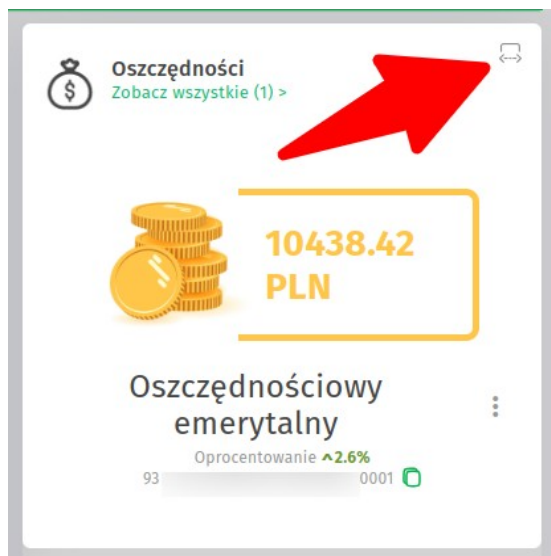 Oszczędności
Zobacz wszystkie (1) >
10438.42
PLN
Oszczędnościowy
emerytalny
Oprocentowanie ^2.6%
93 0001